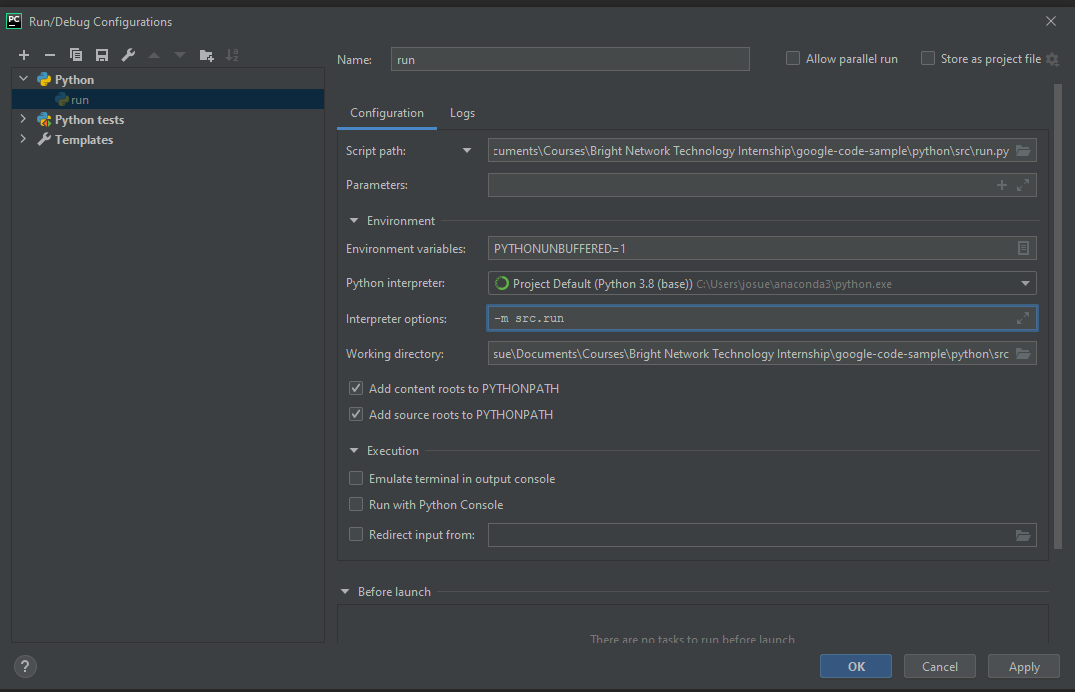 PC Run/Debug Configurations
Name: run Allow parallel run Store as project file
Python
run
Python tests
Templates
Configuration Logs
Script path: cuments\Courses\Bright Network Technology Internship\google-code-sample\python\src\run.py
Parameters:
Environment
Environment variables: PYTHONUNBUFFERED=1
Python interpreter: Project Default (Python 3.8 (base)) C:\Users\josue\anaconda3\python.exe
Interpreter options: -m src.run
Working directory: sue\Documents\Courses\Bright Network Technology Internship\google-code-sample\python\src
Add content roots to PYTHONPATH
Add source roots to PYTHONPATH
Execution
Emulate terminal in output console
Run with Python Console
Redirect input from:
Before launch
There are no tasks to run before launch
? OK Cancel Apply